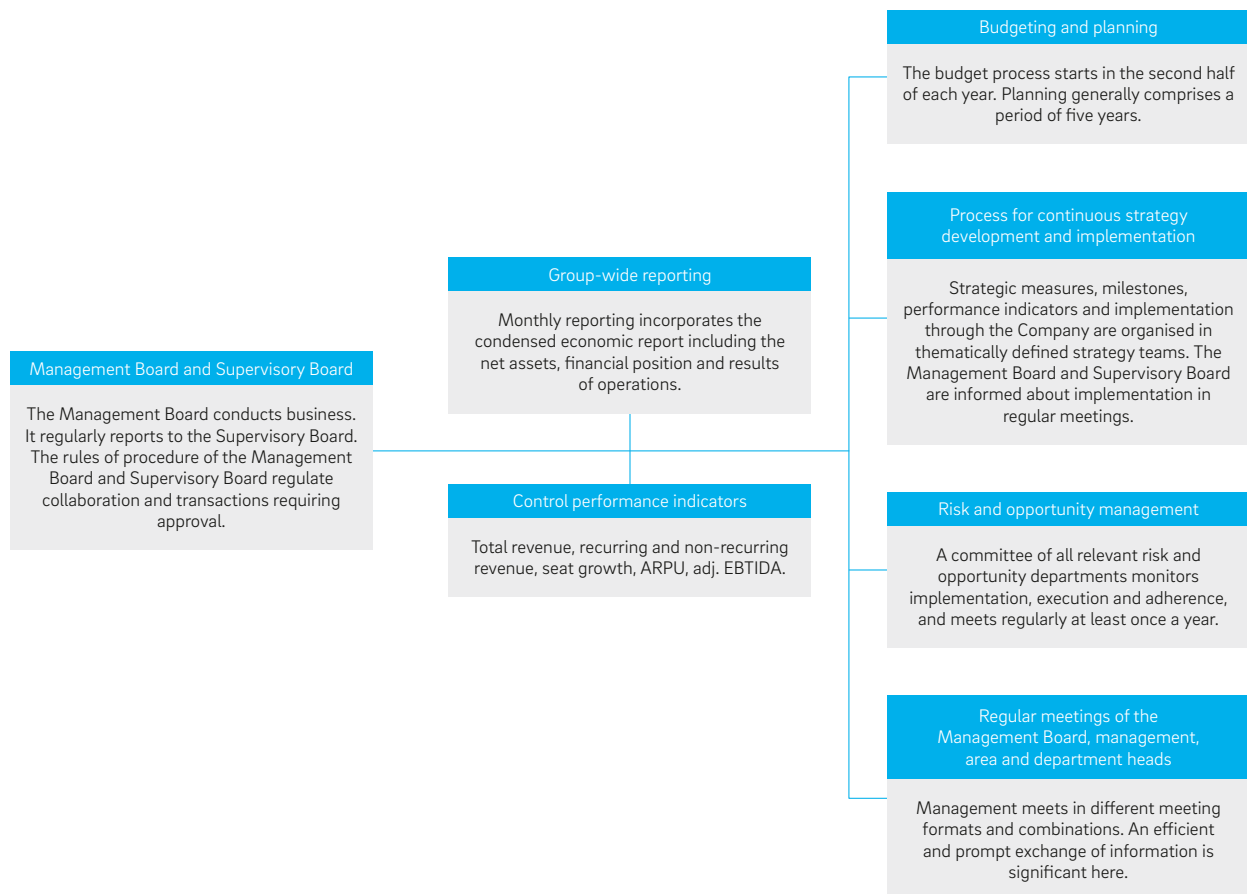 Management Board and Supervisory Board
The Management Board conducts business.
It regularly reports to the Supervisory Board.
The rules of procedure of the Management
Board and Supervisory Board regulate
collaboration and transactions requiring
approval.
Group-wide reporting
Monthly reporting incorporates the
condensed economic report including the
net assets, financial position and results
of operations.
Control performance indicators
Total revenue, recurring and non-recurring
revenue, seat growth, ARPU, adj. EBTIDA.
Budgeting and planning
The budget process starts in the second half
of each year. Planning generally comprises a
period of five years.
Process for continuous strategy
development and implementation
Strategic measures, milestones,
performance indicators and implementation
through the Company are organised in
thematically defined strategy teams. The
Management Board and Supervisory Board
are informed about implementation in
regular meetings.
Risk and opportunity management
A committee of all relevant risk and
opportunity departments monitors
implementation, execution and adherence,
and meets regularly at least once a year.
Regular meetings of the
Management Board, management,
area and department heads
Management meets in different meeting
formats and combinations. An efficient
and prompt exchange of information is
significant here.